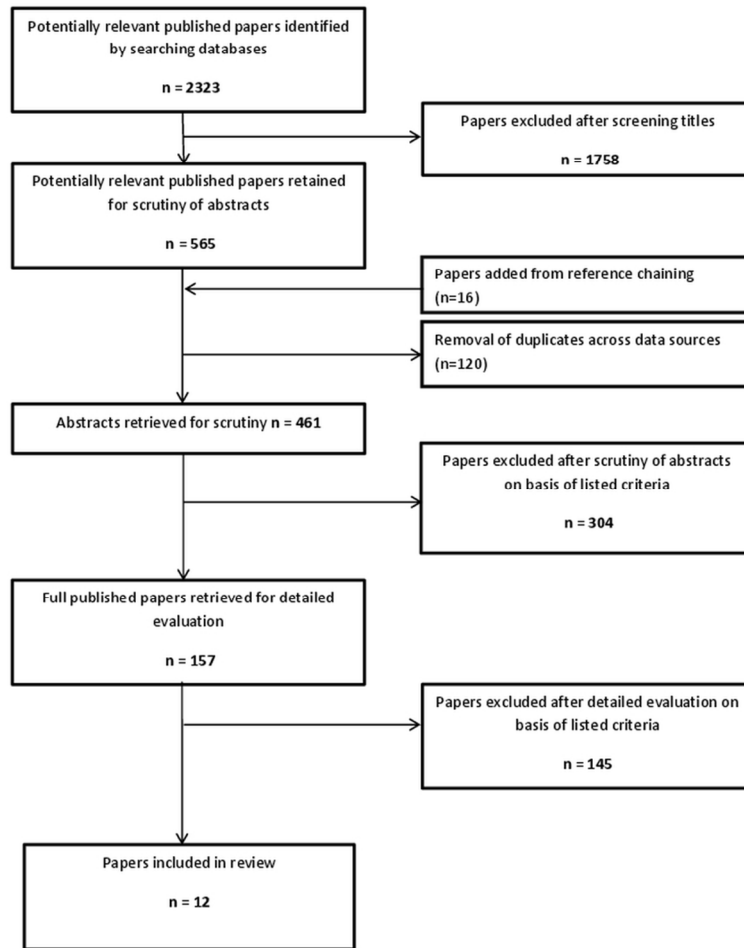 Potentially relevant published papers identified
by searching databases
n = 2323
Papers excluded after screening titles
n = 1758
Potentially relevant published papers retained
for scrutiny of abstracts
n = 565
Papers added from reference chaining
(n=16)
Removal of duplicates across data sources
(n=120)
Abstracts retrieved for scrutiny n = 461
Papers excluded after scrutiny of abstracts
on basis of listed criteria
n = 304
Full published papers retrieved for detailed
evaluation
n = 157
Papers excluded after detailed evaluation on
basis of listed criteria
n = 145
Papers included in review
n = 12